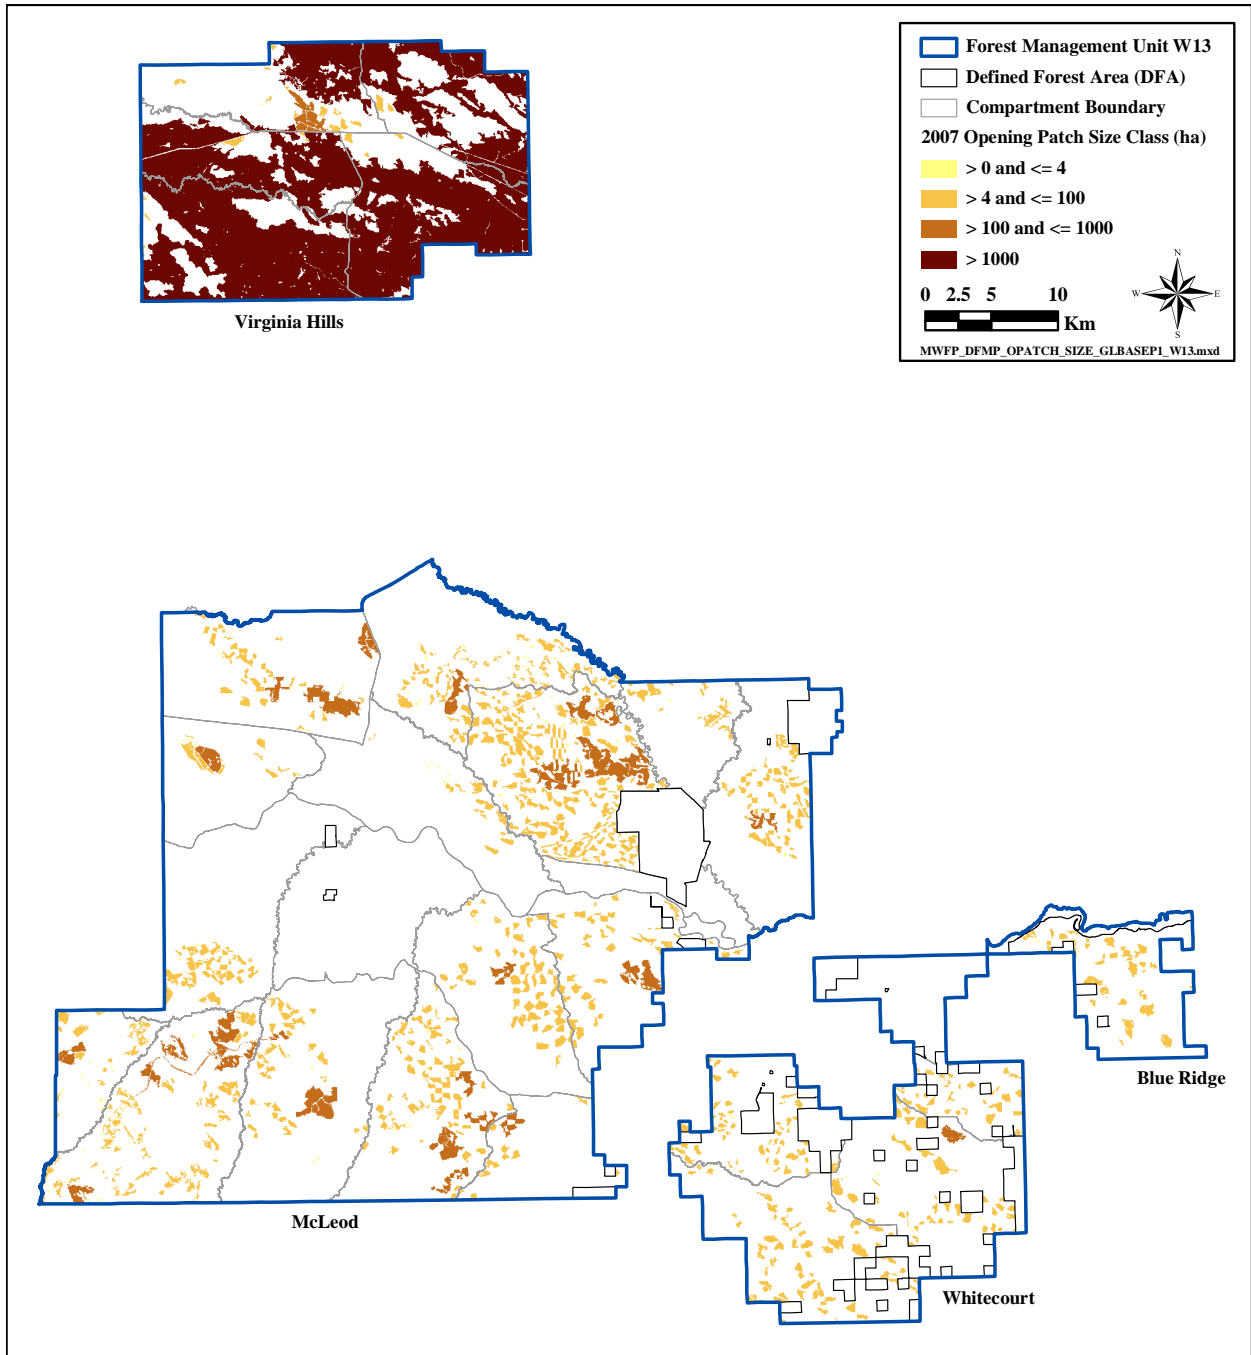 Forest Management Unit W13
Defined Forest Area (DFA)
Compartment Boundary
2007 Opening Patch Size Class (ha)
> 0 and <= 4
> 4 and <= 100
> 100 and <= 1000
> 1000
0 2.5 5 10
Km
N
W E
S
MWFP_DFMP_OPATCH_SIZE_GLBASEP1_W13.mxd
Virginia Hills
Blue Ridge
McLeod
Whitecourt